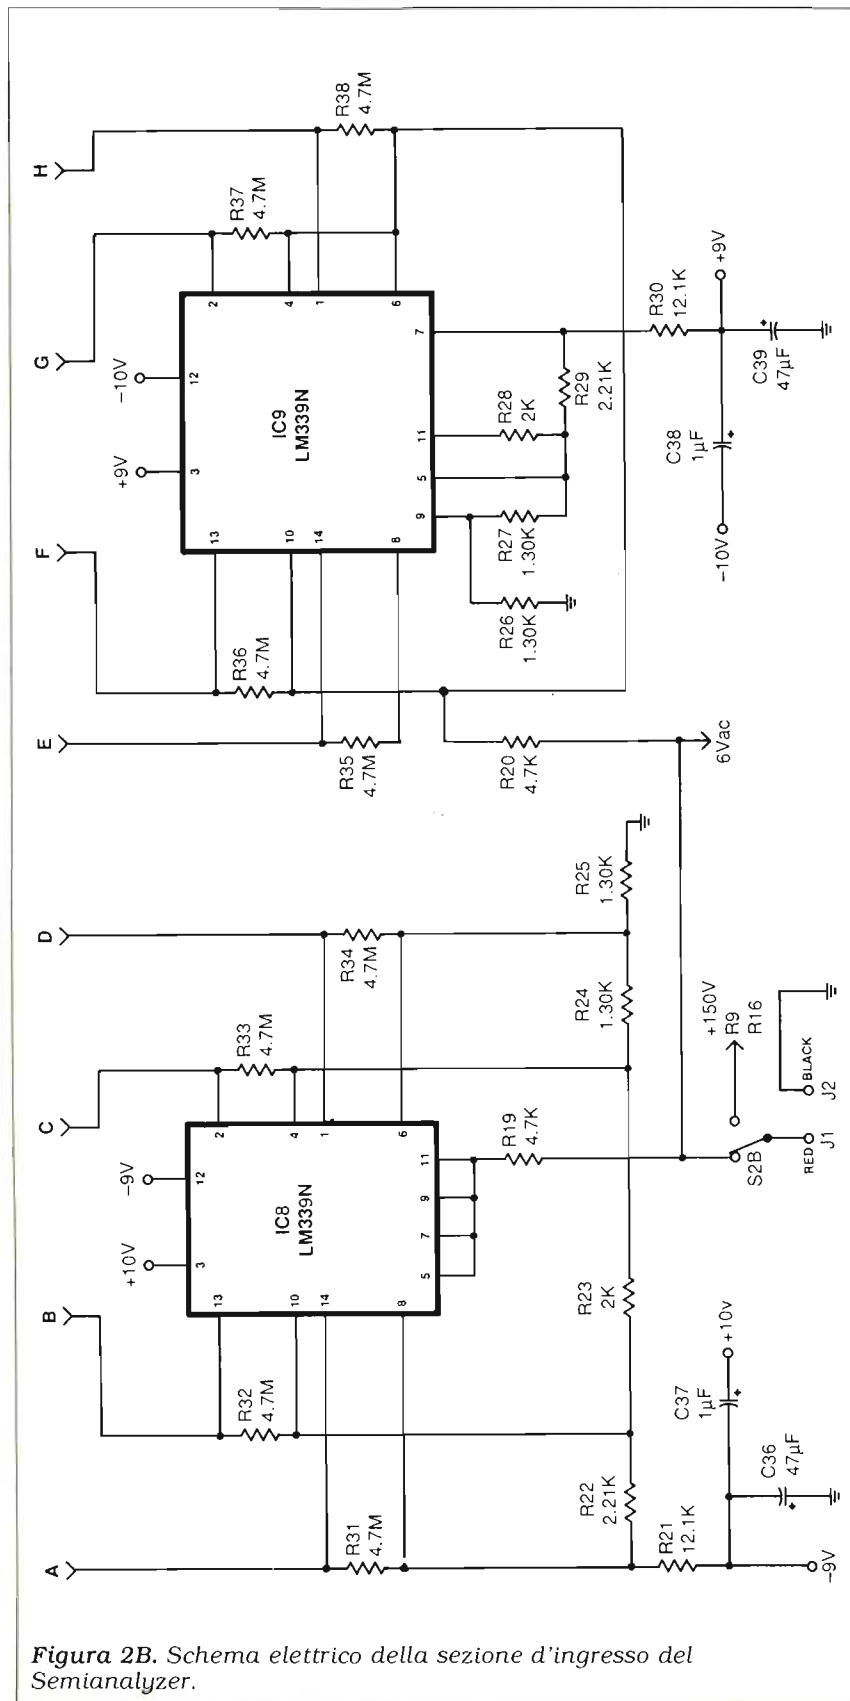 H
R38
4.7M
R37
4.7M
G
2
4
1
6
–10V
12
7
IC9
LM339N
+9V
3
11
5
9
13
10
14
8
R28
2K
R29
2.21K
R30
12.1K
+9V
C39
47µF
C38
1µF
–10V
R27
1.30K
R26
1.30K
F
R36
4.7M
E
R35
4.7M
R20
4.7K
6Vac
D
R34
4.7M
R25
1.30K
R24
1.30K
C
R33
4.7M
2
4
1
6
–9V
12
IC8
LM339N
+10V
3
11
9
7
5
13
10
14
8
R19
4.7K
+150V
R9
R16
S2B
BLACK
J2
RED
J1
B
R32
4.7M
R23
2K
R22
2.21K
C37
1µF
+10v
C36
47µF
A
R31
4.7M
R21
12.1K
–9V
Figura 2B. Schema elettrico della sezione d'ingresso del
Semianalyzer.